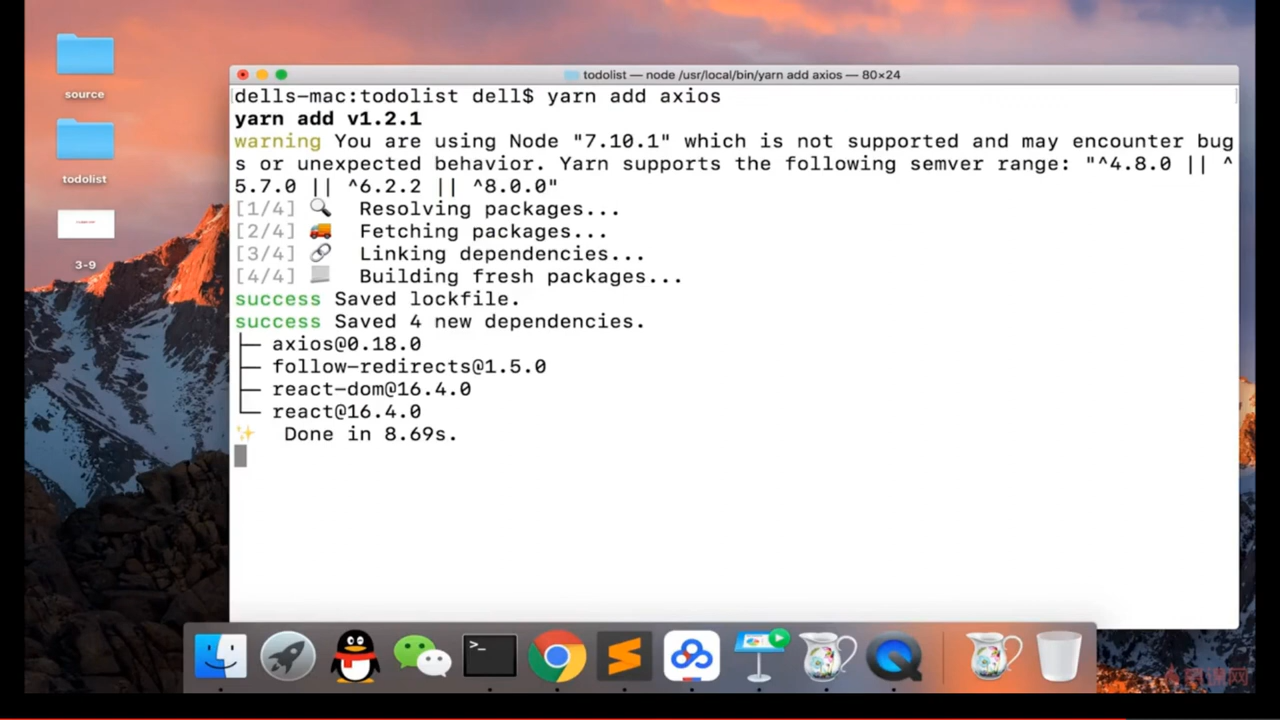 source
todolist
3-9
todolist — node /usr/local/bin/yarn add axios — 80×24
dells-mac:todolist dell$ yarn add axios
yarn add v1.2.1
warning You are using Node "7.10.1" which is not supported and may encounter bug
s or unexpected behavior. Yarn supports the following semver range: "^4.8.0 || ^
5.7.0 || ^6.2.2 || ^8.0.0"
[1/4] 🔍 Resolving packages...
[2/4] 🚚 Fetching packages...
[3/4] 🔗 Linking dependencies...
[4/4] 📃 Building fresh packages...
success Saved lockfile.
success Saved 4 new dependencies.
├─ axios@0.18.0
├─ follow-redirects@1.5.0
├─ react-dom@16.4.0
└─ react@16.4.0
✨ Done in 8.69s.
>_